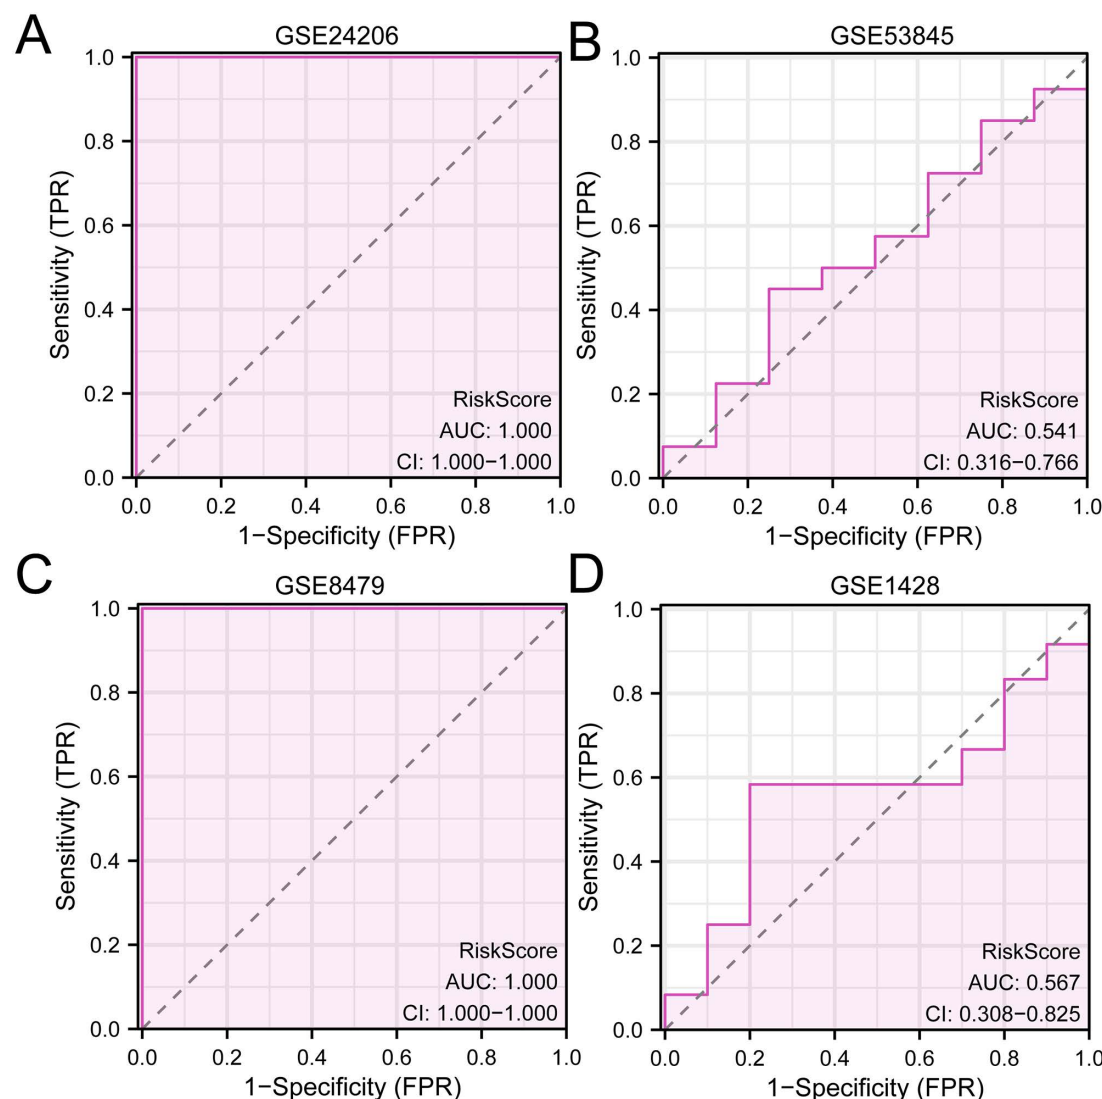 A
GSE24206
1.0
0.8
0.6
0.4
0.2
0.0
Sensitivity (TPR)
RiskScore
AUC: 1.000
CI: 1.000−1.000
0.0 0.2 0.4 0.6 0.8 1.0
1−Specificity (FPR)
B
GSE53845
1.0
0.8
0.6
0.4
0.2
0.0
Sensitivity (TPR)
RiskScore
AUC: 0.541
CI: 0.316−0.766
0.0 0.2 0.4 0.6 0.8 1.0
1−Specificity (FPR)
C
GSE8479
1.0
0.8
0.6
0.4
0.2
0.0
Sensitivity (TPR)
RiskScore
AUC: 1.000
CI: 1.000−1.000
0.0 0.2 0.4 0.6 0.8 1.0
1−Specificity (FPR)
D
GSE1428
1.0
0.8
0.6
0.4
0.2
0.0
Sensitivity (TPR)
RiskScore
AUC: 0.567
CI: 0.308−0.825
0.0 0.2 0.4 0.6 0.8 1.0
1−Specificity (FPR)